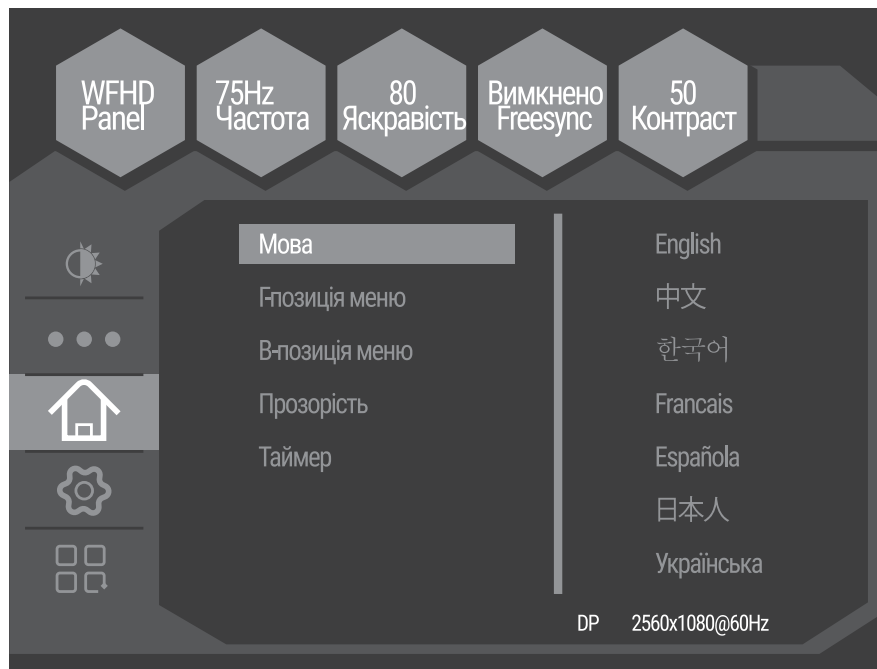 WFHD
Panel
75Hz
Частота
80
Яскравість
Вимкнено
Freesync
50
Контраст
Мова
Г-позиція меню
В-позиція меню
Прозорість
Таймер
English
中文
한국어
Francais
Española
日本人
Українська
DP 2560x1080@60Hz